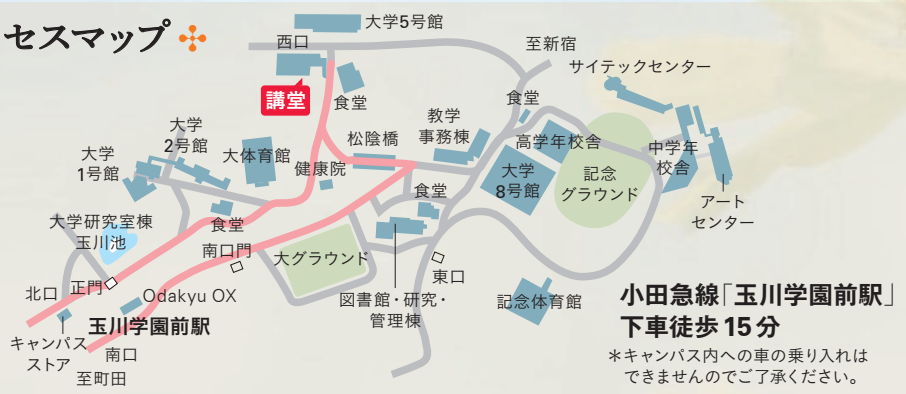 セスマップ
大学5号館
西口
至新宿
サイテックセンター
講堂
食堂
食堂
教学
事務棟
大学
2号館
松陰橋
高学年校舎
中学年
校舎
大学
1号館
大体育館
健康院
大学
8号館
記念
グラウンド
食堂
アート
センター
大学研究室棟
玉川池
食堂
南口門
大グラウンド
東口
北口
正門
Odakyu OX
図書館・研究・
管理棟
記念体育館
小田急線「玉川学園前駅」
下車徒歩15分
玉川学園前駅
キャンパス
ストア
南口
至町田
＊キャンパス内への車の乗り入れは
できませんのでご了承ください。